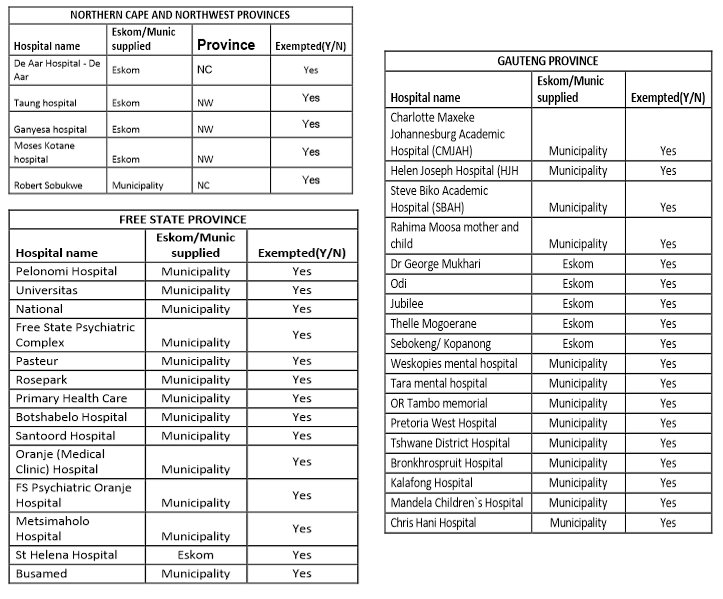 NORTHERN CAPE AND NORTHWEST PROVINCES
Hospital name Eskom/Munic supplied Province Exempted(Y/N)
De Aar Hospital - De Aar Eskom NC Yes
Taung hospital Eskom NW Yes
Ganyesa hospital Eskom NW Yes
Moses Kotane hospital Eskom NW Yes
Robert Sobukwe Municipality NC Yes
FREE STATE PROVINCE
Hospital name Eskom/Munic supplied Exempted(Y/N)
Pelonomi Hospital Municipality Yes
Universitas Municipality Yes
National Municipality Yes
Free State Psychiatric Complex Municipality Yes
Pasteur Municipality Yes
Rosepark Municipality Yes
Primary Health Care Municipality Yes
Botshabelo Hospital Municipality Yes
Santoord Hospital Municipality Yes
Oranje (Medical Clinic) Hospital Municipality Yes
FS Psychiatric Oranje Hospital Municipality Yes
Metsimaholo Hospital Municipality Yes
St Helena Hospital Eskom Yes
Busamed Municipality Yes
GAUTENG PROVINCE
Hospital name Eskom/Munic supplied Exempted(Y/N)
Charlotte Maxeke Johannesburg Academic Hospital (CMJAH) Municipality Yes
Helen Joseph Hospital (HJH Municipality Yes
Steve Biko Academic Hospital (SBAH) Municipality Yes
Rahima Moosa mother and child Municipality Yes
Dr George Mukhari Eskom Yes
Odi Eskom Yes
Jubilee Eskom Yes
Thelle Mogoerane Eskom Yes
Sebokeng/ Kopanong Eskom Yes
Weskopies mental hospital Municipality Yes
Tara mental hospital Municipality Yes
OR Tambo memorial Municipality Yes
Pretoria West Hospital Municipality Yes
Tshwane District Hospital Municipality Yes
Bronkhrospruit Hospital Municipality Yes
Kalafong Hospital Municipality Yes
Mandela Children`s Hospital Municipality Yes
Chris Hani Hospital Municipality Yes